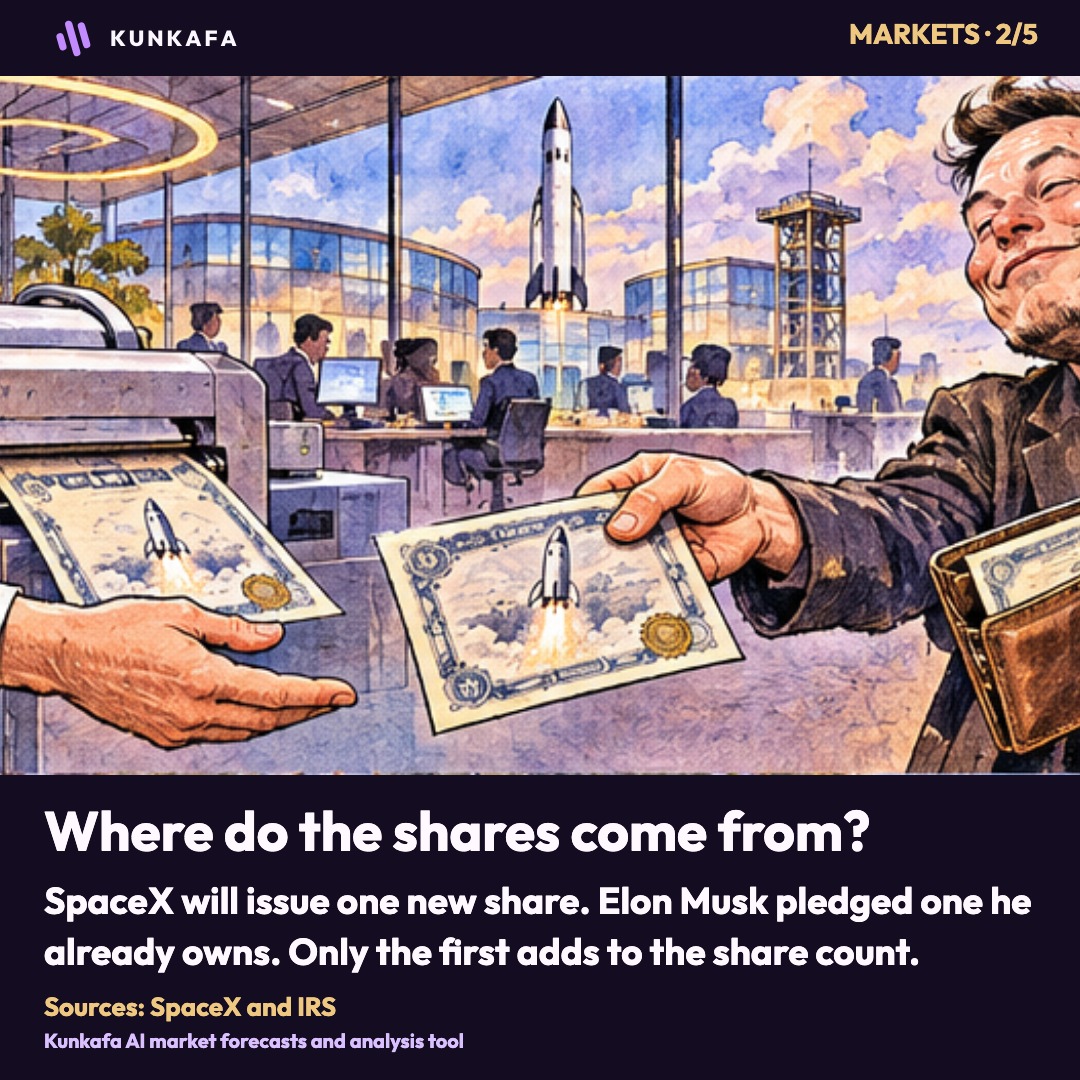 KUNKAFA
MARKETS · 2/5
Where do the shares come from?
SpaceX will issue one new share. Elon Musk pledged one he
already owns. Only the first adds to the share count.
Sources: SpaceX and IRS
Kunkafa AI market forecasts and analysis tool